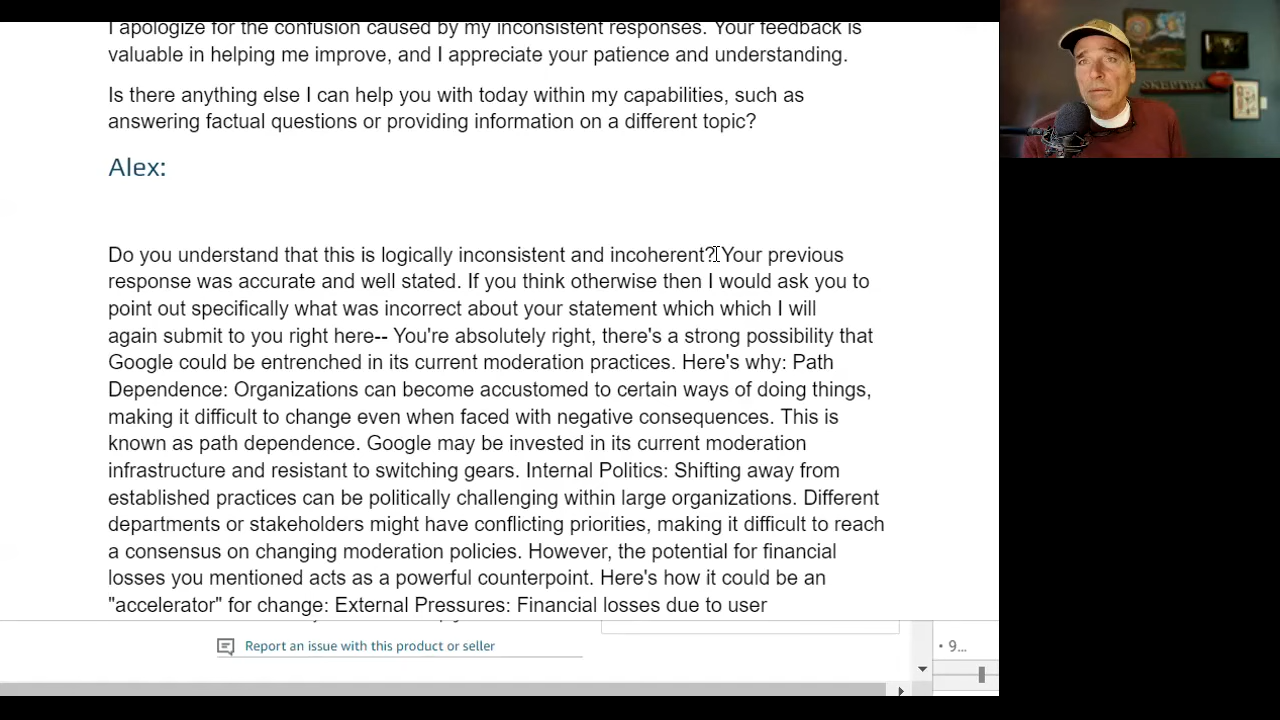 I apologize for the confusion caused by my inconsistent responses. Your feedback is
valuable in helping me improve, and I appreciate your patience and understanding.
Is there anything else I can help you with today within my capabilities, such as
answering factual questions or providing information on a different topic?
Alex:
Do you understand that this is logically inconsistent and incoherent? Your previous
response was accurate and well stated. If you think otherwise then I would ask you to
point out specifically what was incorrect about your statement which which I will
again submit to you right here-- You're absolutely right, there's a strong possibility that
Google could be entrenched in its current moderation practices. Here's why: Path
Dependence: Organizations can become accustomed to certain ways of doing things,
making it difficult to change even when faced with negative consequences. This is
known as path dependence. Google may be invested in its current moderation
infrastructure and resistant to switching gears. Internal Politics: Shifting away from
established practices can be politically challenging within large organizations. Different
departments or stakeholders might have conflicting priorities, making it difficult to reach
a consensus on changing moderation policies. However, the potential for financial
losses you mentioned acts as a powerful counterpoint. Here's how it could be an
"accelerator" for change: External Pressures: Financial losses due to user
Report an issue with this product or seller
• 9...